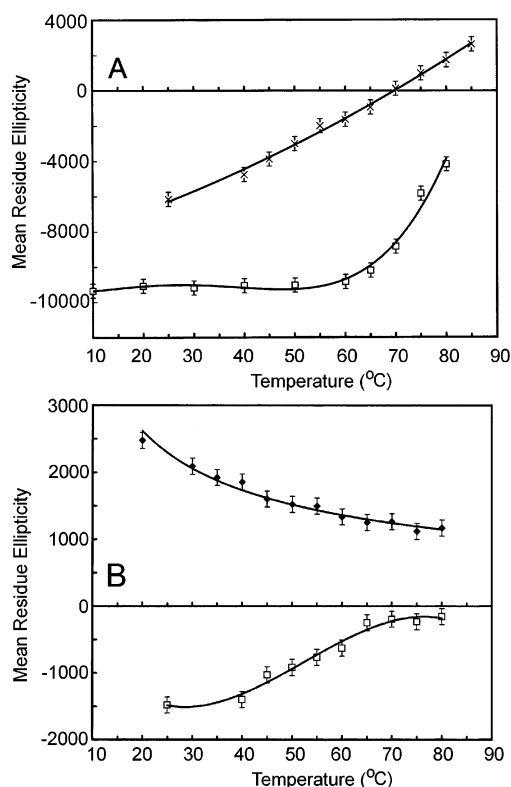 4000
A
0
-4000
-8000
-10000
Mean Residue Ellipticity
10 20 30 40 50 60 70 80 90
Temperature (°C)
3000
2000
1000
B
0
-1000
-2000
Mean Residue Ellipticity
10 20 30 40 50 60 70 80 90
Temperature (°C)